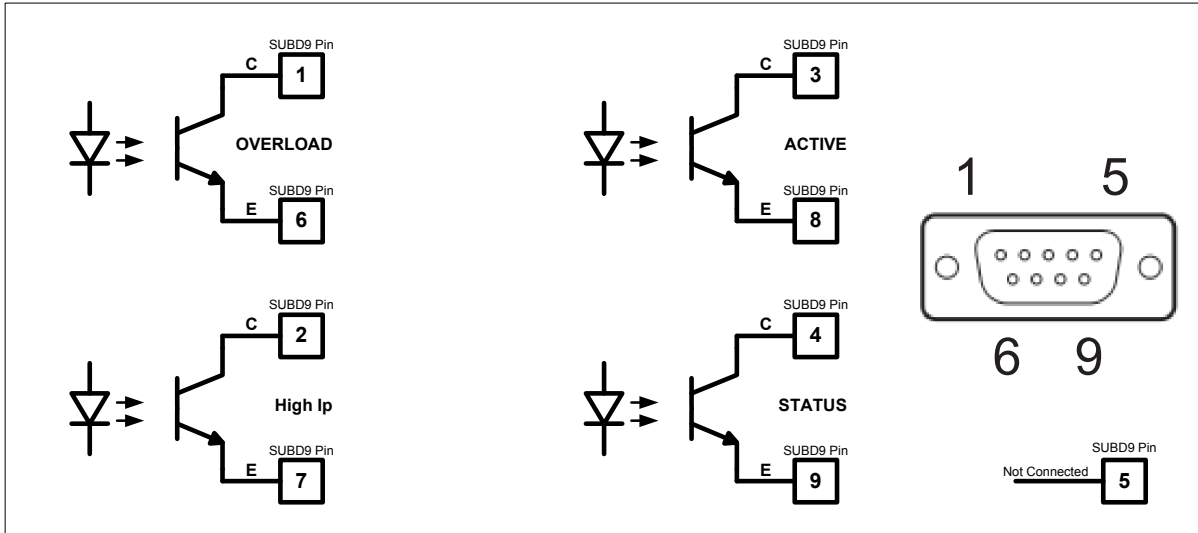 SUBD9 Pin
C
1
OVERLOAD
SUBD9 Pin
E
6
SUBD9 Pin
C
2
High Ip
SUBD9 Pin
E
7
SUBD9 Pin
C
3
ACTIVE
SUBD9 Pin
E
8
SUBD9 Pin
C
4
STATUS
SUBD9 Pin
E
9
1 5
6 9
SUBD9 Pin
Not Connected
5